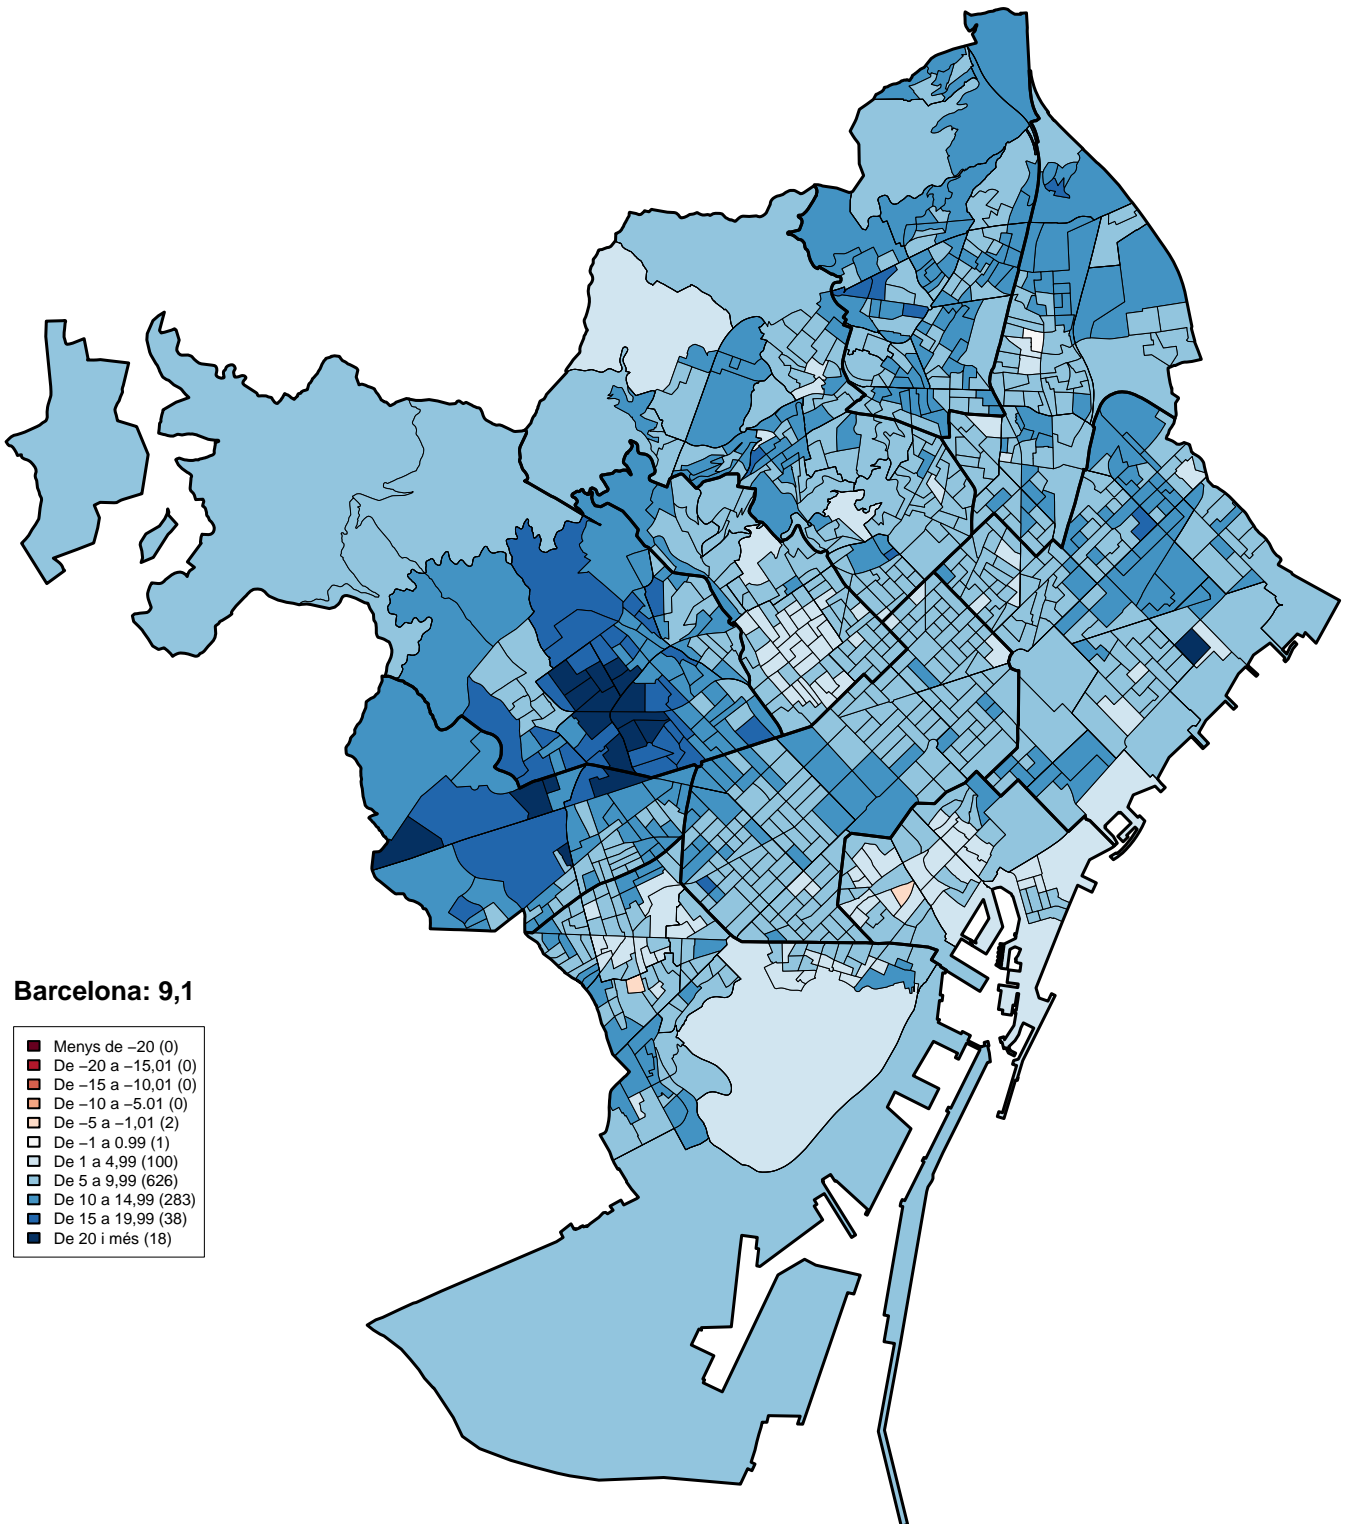 Barcelona: 9,1
Menys de −20 (0)
De −20 a −15,01 (0)
De −15 a −10,01 (0)
De −10 a −5.01 (0)
De −5 a −1,01 (2)
De −1 a 0.99 (1)
De 1 a 4,99 (100)
De 5 a 9,99 (626)
De 10 a 14,99 (283)
De 15 a 19,99 (38)
De 20 i més (18)